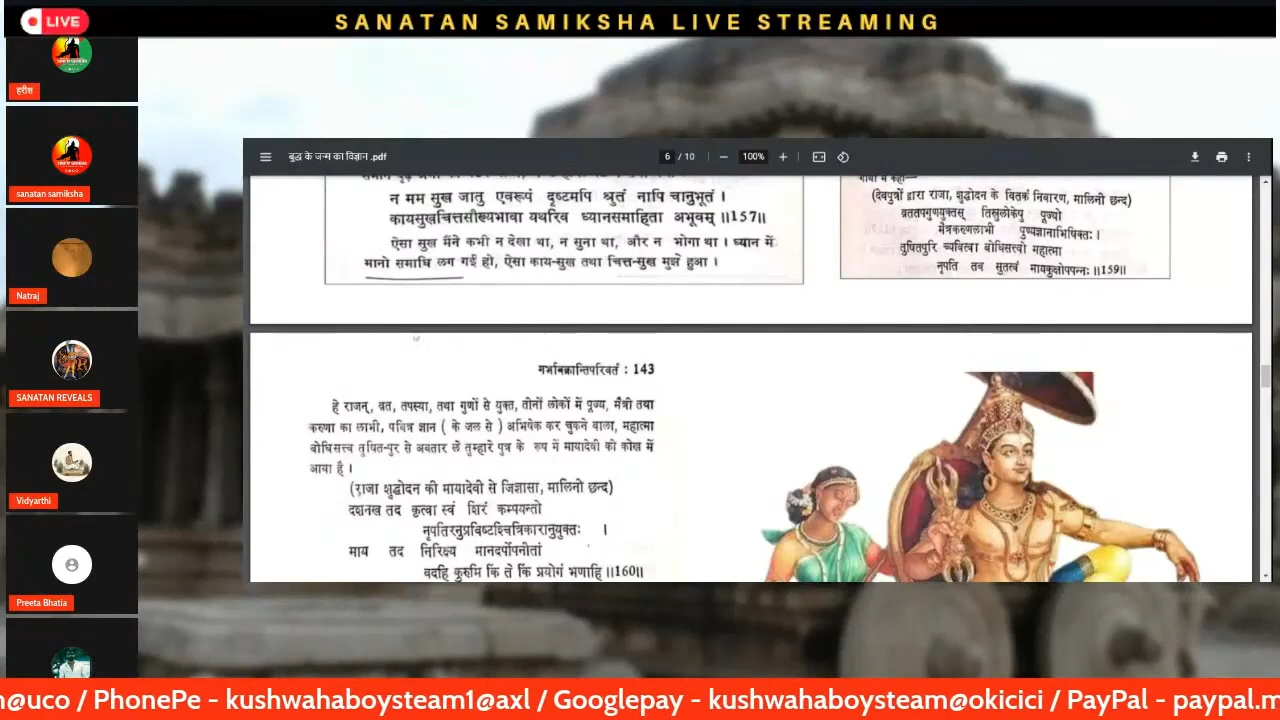 LIVE
SANATAN SAMIKSHA LIVE STREAMING
हरीश
sanatan samiksha
Natraj
SANATAN REVEALS
Vidyarthi
Preeta Bhatia
बुद्ध के जन्म का विज्ञान .pdf
6 / 10
100%
न मम सुख जातु एवरूपं दृष्टमपि श्रुतं नापि चानुभूतं ।
कायसुखचित्तसौख्यभावा यथरिव ध्यानसमाहिता अभूवस् ॥157॥
ऐसा सुख मैंने कभी न देखा था, न सुना था, और न भोगा था । ध्यान में
मानो समाधि लग गई हो, ऐसा काय-सुख तथा चित्त-सुख मुझे हुआ ।
(देवपुत्रों द्वारा राजा, शुद्धोदन के वितर्क निवारण, मालिनी छन्द)
व्रततपगुणयुक्तस् तिसुलोकेपु पूज्यो
मैत्रकरुणलाभी पुण्यज्ञानाभिषिक्तः ।
तुषितपुरि च्यवित्वा बोधिसत्त्वो महात्मा
नृपति तव सुतत्वं मायकुक्षोपपन्नः ॥159॥
गर्भावक्रान्तिपरिवर्त : 143
हे राजन्, व्रत, तपस्या, तथा गुणों से युक्त, तीनों लोकों में पूज्य, मैत्री तथा
करुणा का लाभी, पवित्र ज्ञान ( के जल से ) अभिषेक कर चुकने वाला, महात्मा
बोधिसत्त्व तुषित-पुर से अवतार ले तुम्हारे पुत्र के रूप में मायादेवी की कोख में
आया है ।
(राजा शुद्धोदन की मायादेवी से जिज्ञासा, मालिनी छन्द)
दशनख तद कृत्वा स्वं शिरं कम्पयन्तो
नृपतिरनुप्रविष्टश्चित्रिकारानुयुक्तः ।
माय तद निरिक्ष्य मानदर्पोपनीतां
वदहि कुरुमि किं ते किं प्रयोगं भणाहि ॥160॥
n@uco / PhonePe - kushwahaboysteam1@axl / Googlepay - kushwahaboysteam@okicici / PayPal - paypal.m